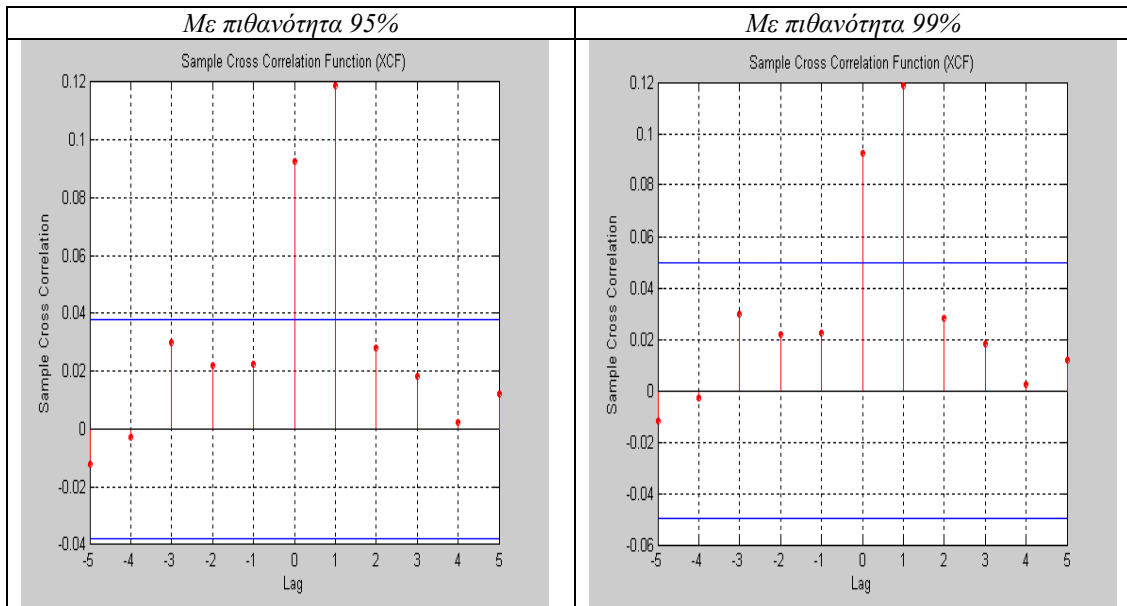 Με πιθανότητα 95%
Με πιθανότητα 99%
Sample Cross Correlation Function (XCF)
Sample Cross Correlation
0.12
0.1
0.08
0.06
0.04
0.02
0
-0.02
-0.04
-5 -4 -3 -2 -1 0 1 2 3 4 5
Lag
Sample Cross Correlation Function (XCF)
Sample Cross Correlation
0.12
0.1
0.08
0.06
0.04
0.02
0
-0.02
-0.04
-0.06
-5 -4 -3 -2 -1 0 1 2 3 4 5
Lag